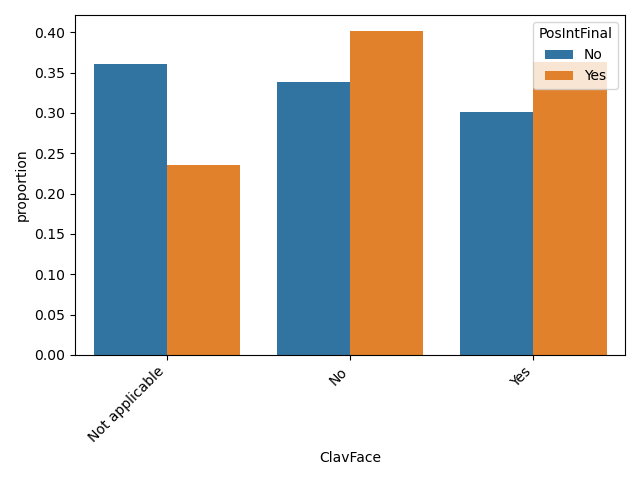 PosIntFinal
No
Yes
0.40
0.35
0.30
0.25
0.20
0.15
0.10
0.05
0.00
proportion
Not applicable
No
Yes
ClavFace